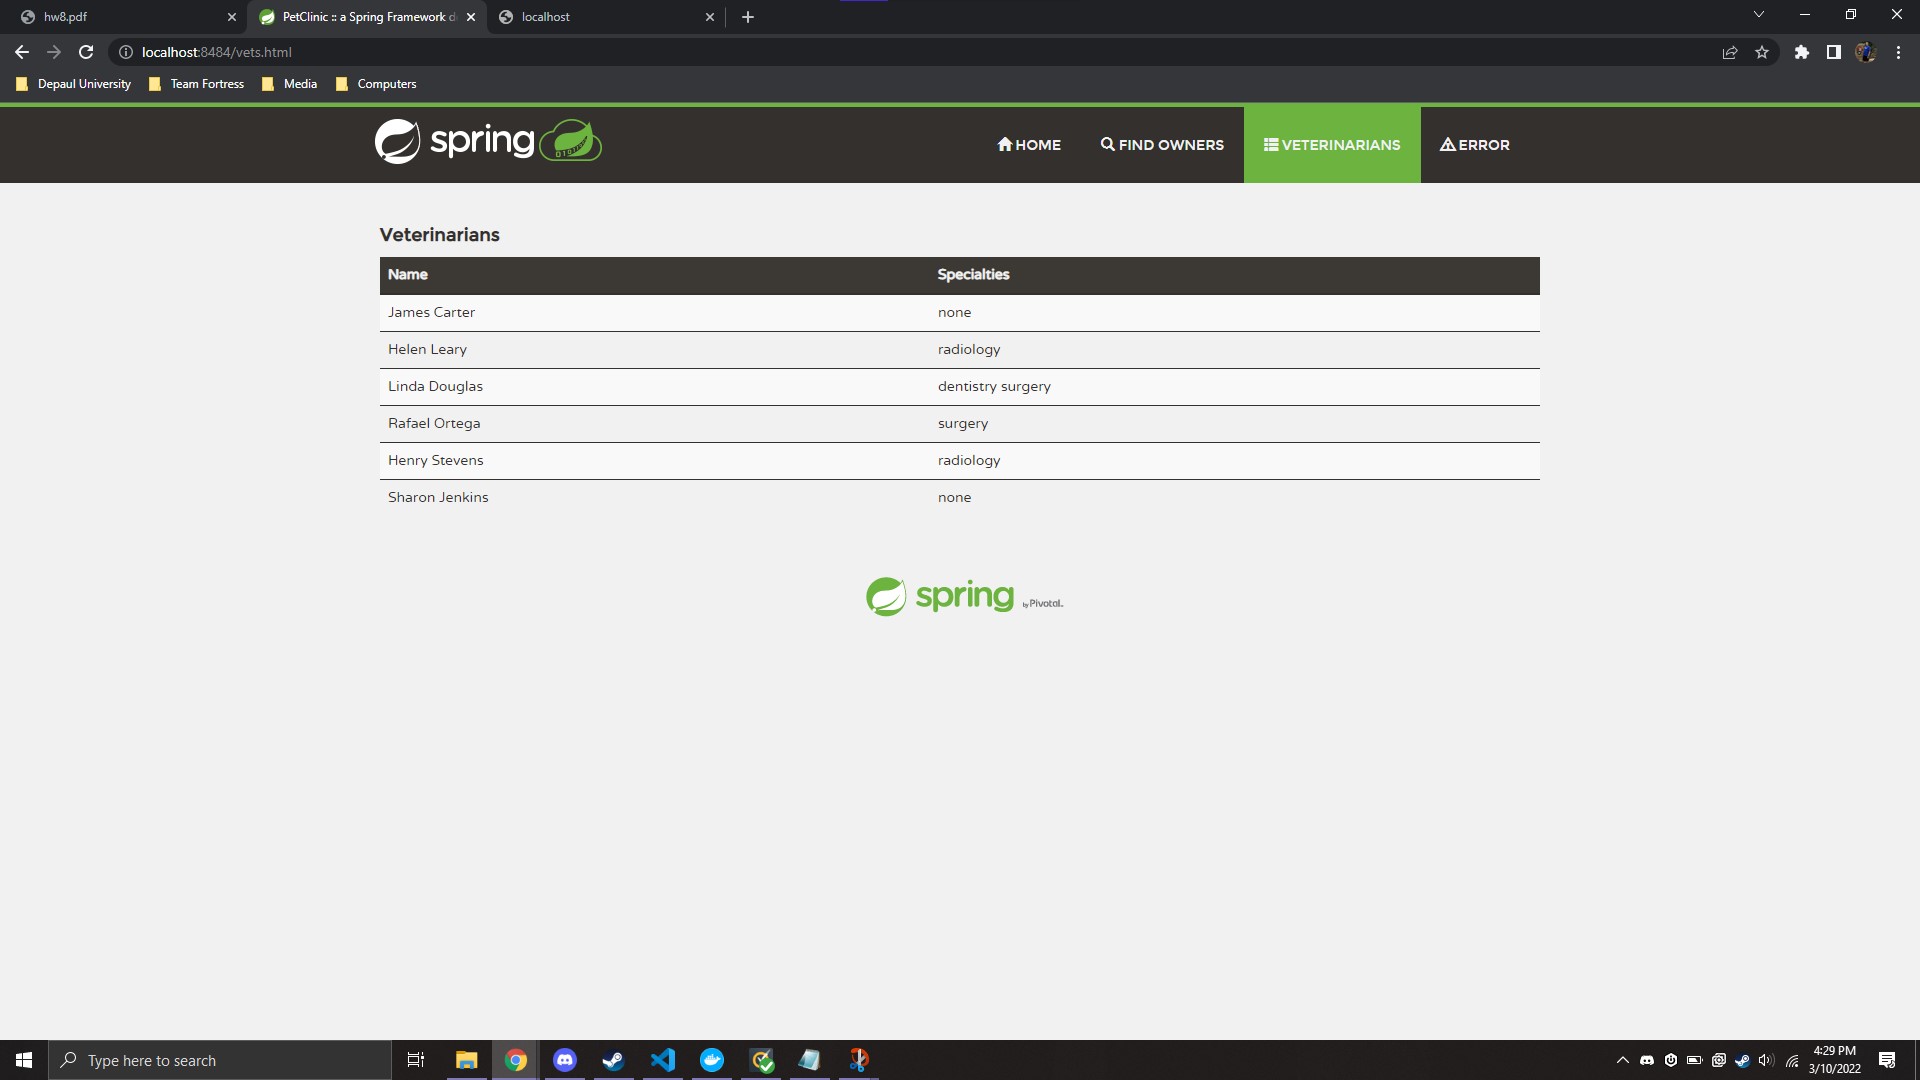 hw8.pdf
PetClinic :: a Spring Framework d
localhost
localhost:8484/vets.html
Depaul University
Team Fortress
Media
Computers
spring
HOME
FIND OWNERS
VETERINARIANS
ERROR
Veterinarians
Name Specialties
James Carter none
Helen Leary radiology
Linda Douglas dentistry surgery
Rafael Ortega surgery
Henry Stevens radiology
Sharon Jenkins none
spring by Pivotal.
Type here to search
4:29 PM
3/10/2022